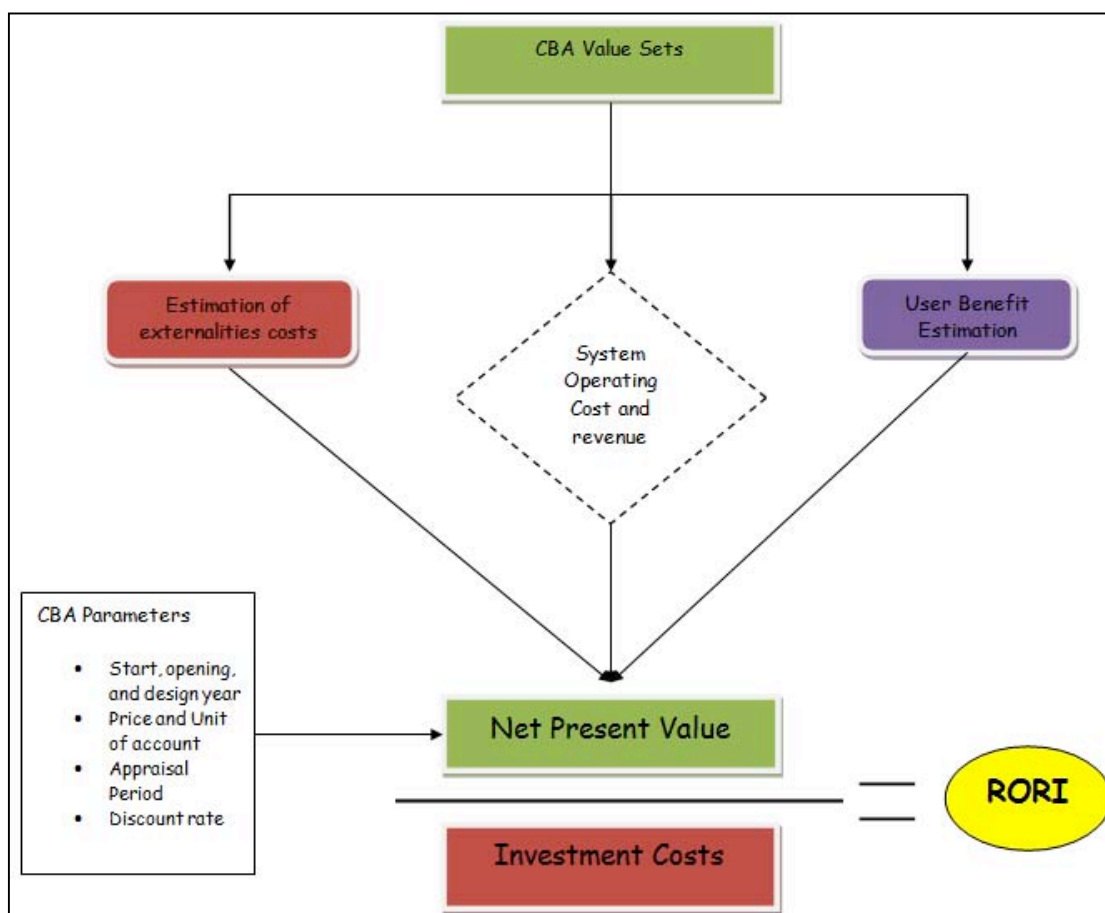 CBA Value Sets
Estimation of
externalities costs
System
Operating
Cost and
revenue
User Benefit
Estimation
CBA Parameters
• Start, opening,
and design year
• Price and Unit
of account
• Appraisal
Period
• Discount rate
Net Present Value
Investment Costs
=
RORI